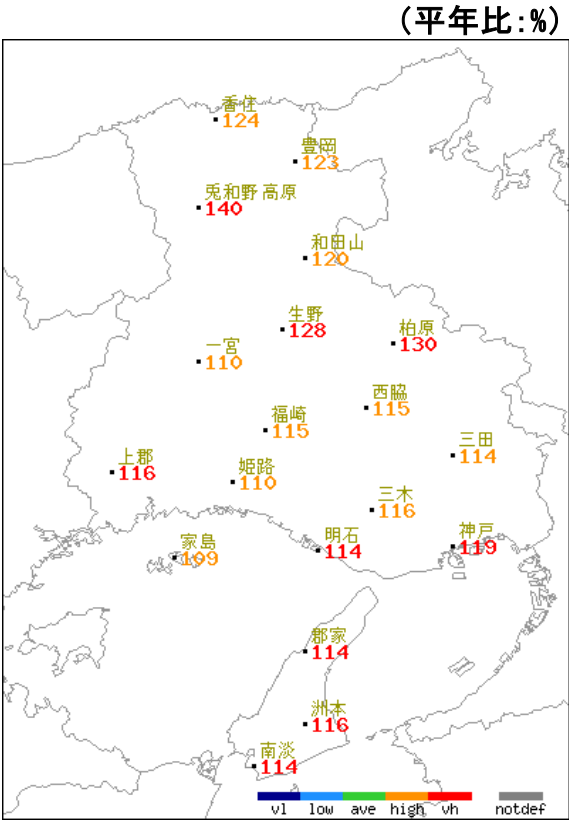 (平年比:%)
香住
124
豊岡
123
兎和野高原
140
和田山
120
生野
128
柏原
130
一宮
110
西脇
115
福崎
115
三田
114
上郡
116
姫路
110
三木
116
家島
109
明石
114
神戸
119
郡家
114
洲本
116
南淡
114
vl low ave high vh notdef